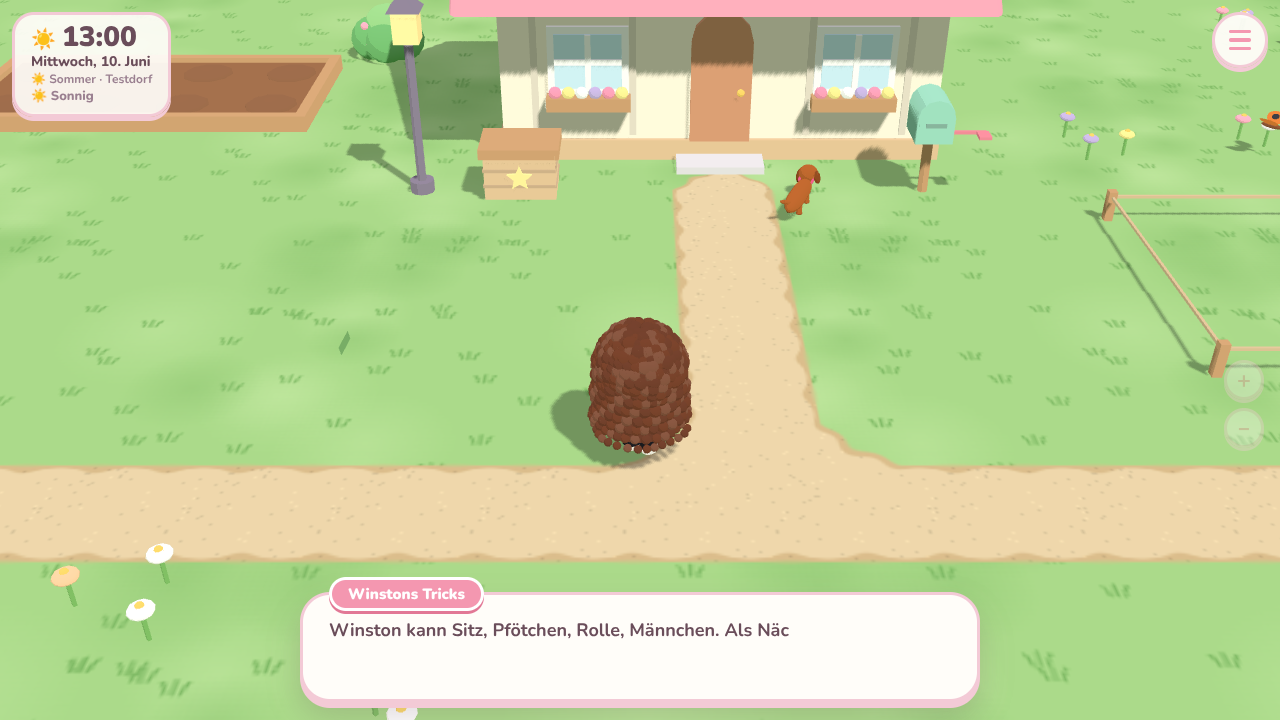 13:00
Mittwoch, 10. Juni
Sommer · Testdorf
Sonnig
Winstons Tricks
Winston kann Sitz, Pfötchen, Rolle, Männchen. Als Näc